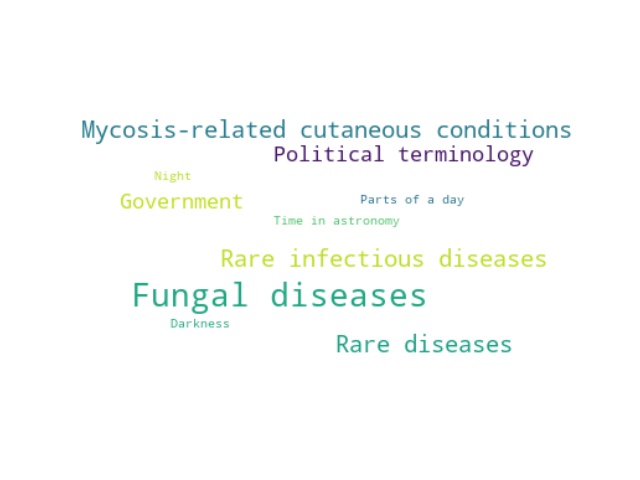 Mycosis-related cutaneous conditions
Political terminology
Night
Government
Parts of a day
Time in astronomy
Rare infectious diseases
Fungal diseases
Darkness
Rare diseases